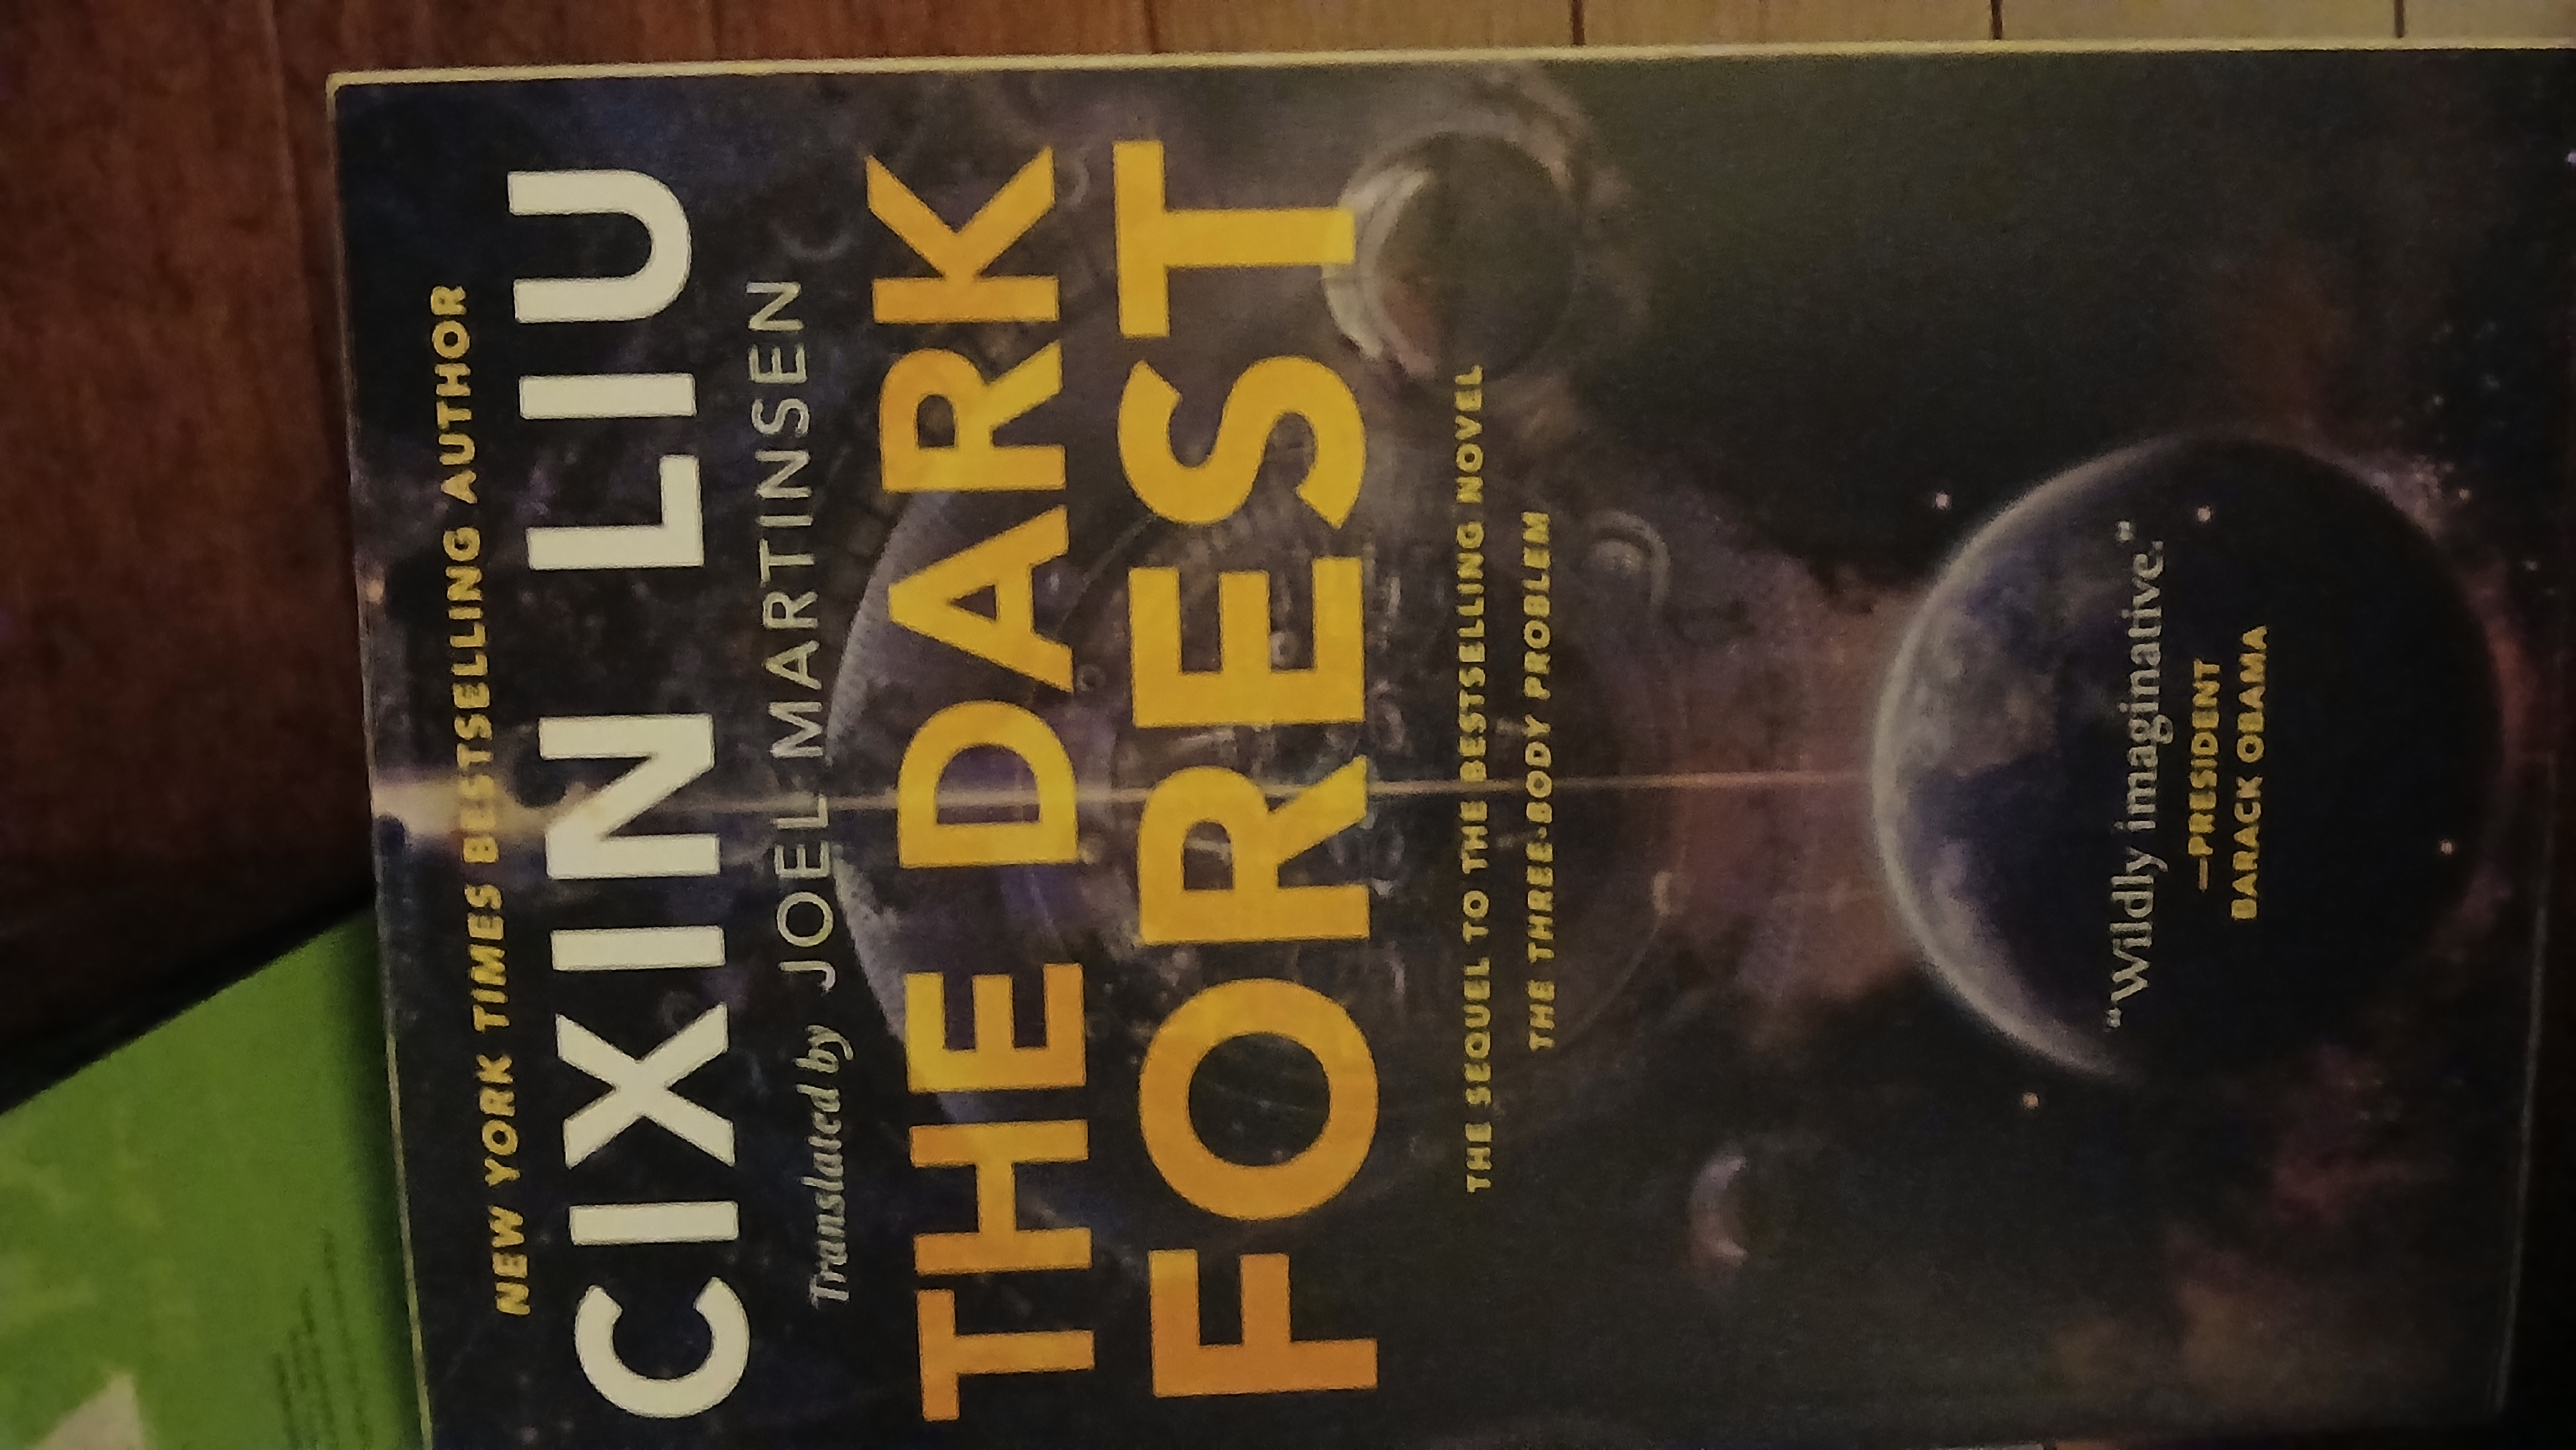 NEW YORK TIMES BESTSELLING AUTHOR
CIXIN LIU
Translated by JOEL MARTINSEN
THE DARK
FOREST
THE SEQUEL TO THE BESTSELLING NOVEL
THE THREE-BODY PROBLEM
"Wildly imaginative."
—PRESIDENT
BARACK OBAMA